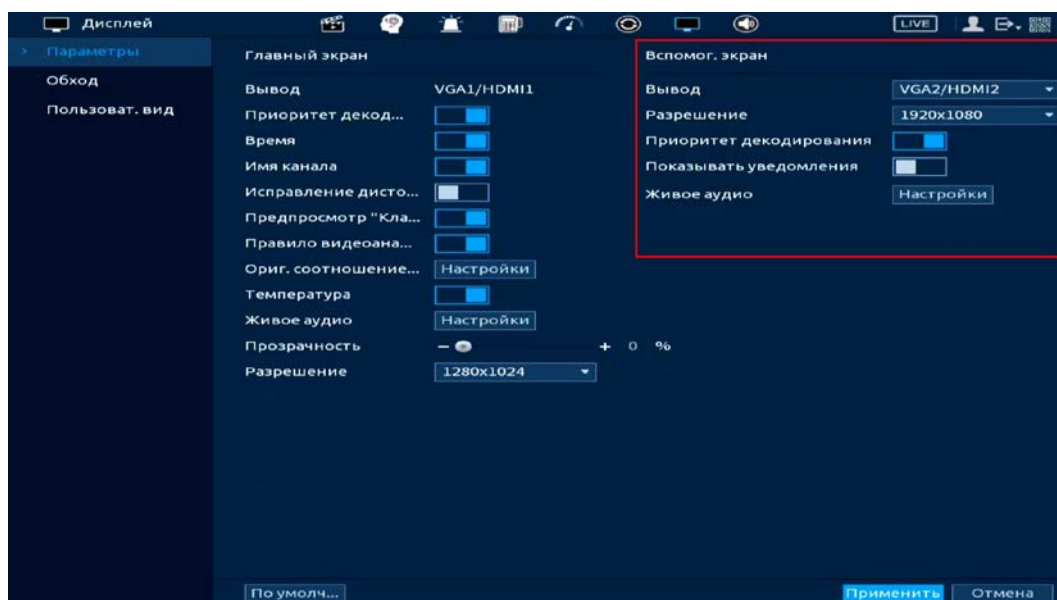 Дисплей
LIVE
Параметры
Обход
Пользоват. вид
Главный экран
Вывод VGA1/HDMI1
Приоритет декод...
Время
Имя канала
Исправление дисто...
Предпросмотр "Кла...
Правило видеоана...
Ориг. соотношение... Настройки
Температура
Живое аудио Настройки
Прозрачность − + 0 %
Разрешение 1280x1024
Вспомог. экран
Вывод VGA2/HDMI2
Разрешение 1920x1080
Приоритет декодирования
Показывать уведомления
Живое аудио Настройки
По умолч... Применить Отмена